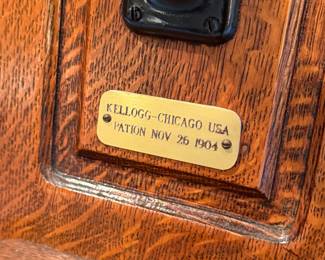 KELLOGG-CHICAGO USA
PATION NOV 26 1904